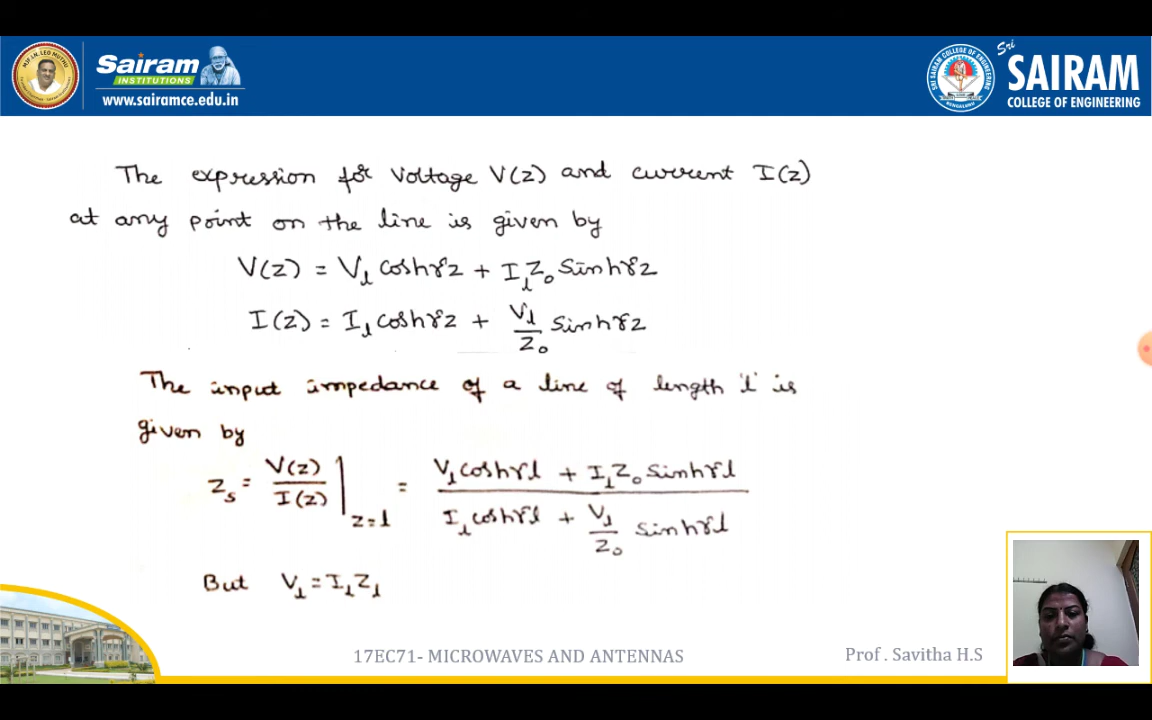 Sairam
INSTITUTIONS
www.sairamce.edu.in
Sri
SAIRAM
COLLEGE OF ENGINEERING
The expression for voltage V(z) and current I(z)
at any point on the line is given by
V(z) = V_l coshγz + I_l Z_0 sinhγz
I(z) = I_l coshγz + V_l/Z_0 sinhγz
The input impedance of a line of length 'l' is
given by
Z_s = V(z)/I(z) |_{z=l} = (V_l coshγl + I_l Z_0 sinhγl)/(I_l coshγl + V_l/Z_0 sinhγl)
But V_l = I_l Z_l
17EC71- MICROWAVES AND ANTENNAS
Prof . Savitha H.S